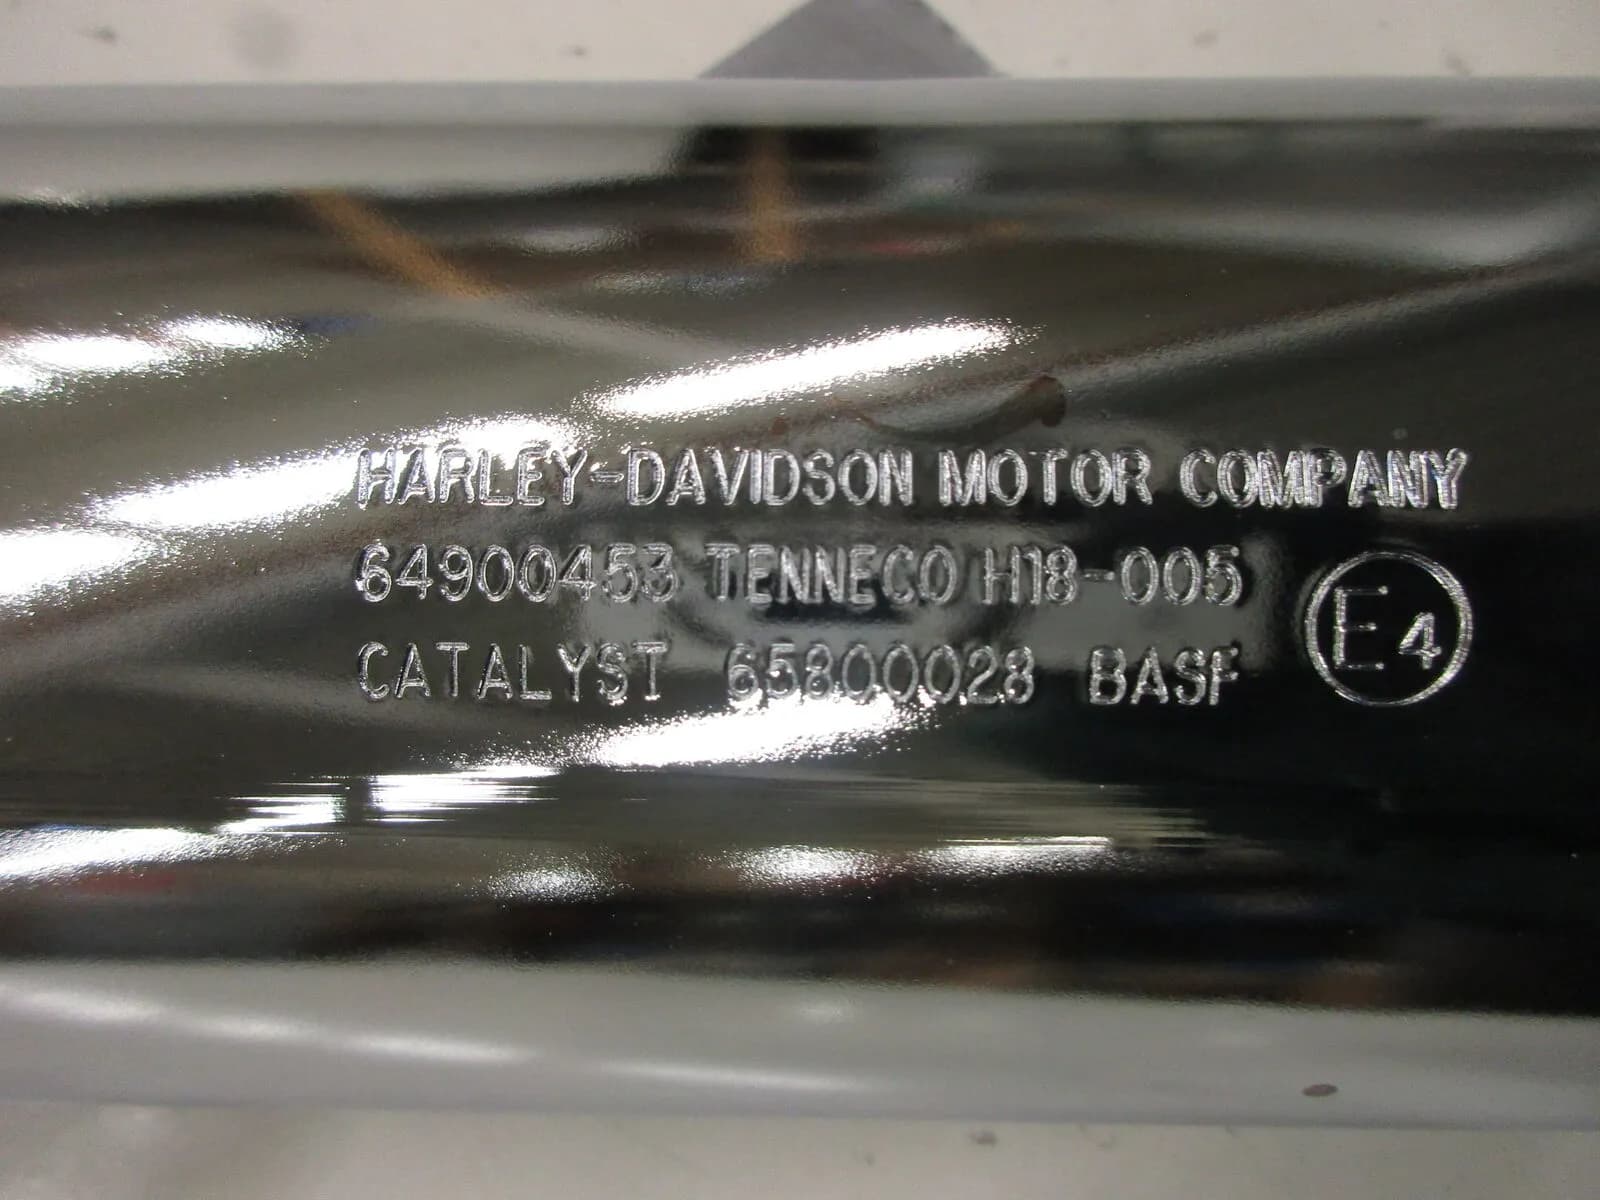 HARLEY-DAVIDSON MOTOR COMPANY
64900453 TENNECO H18-005
CATALYST 65800028 BASF
E4